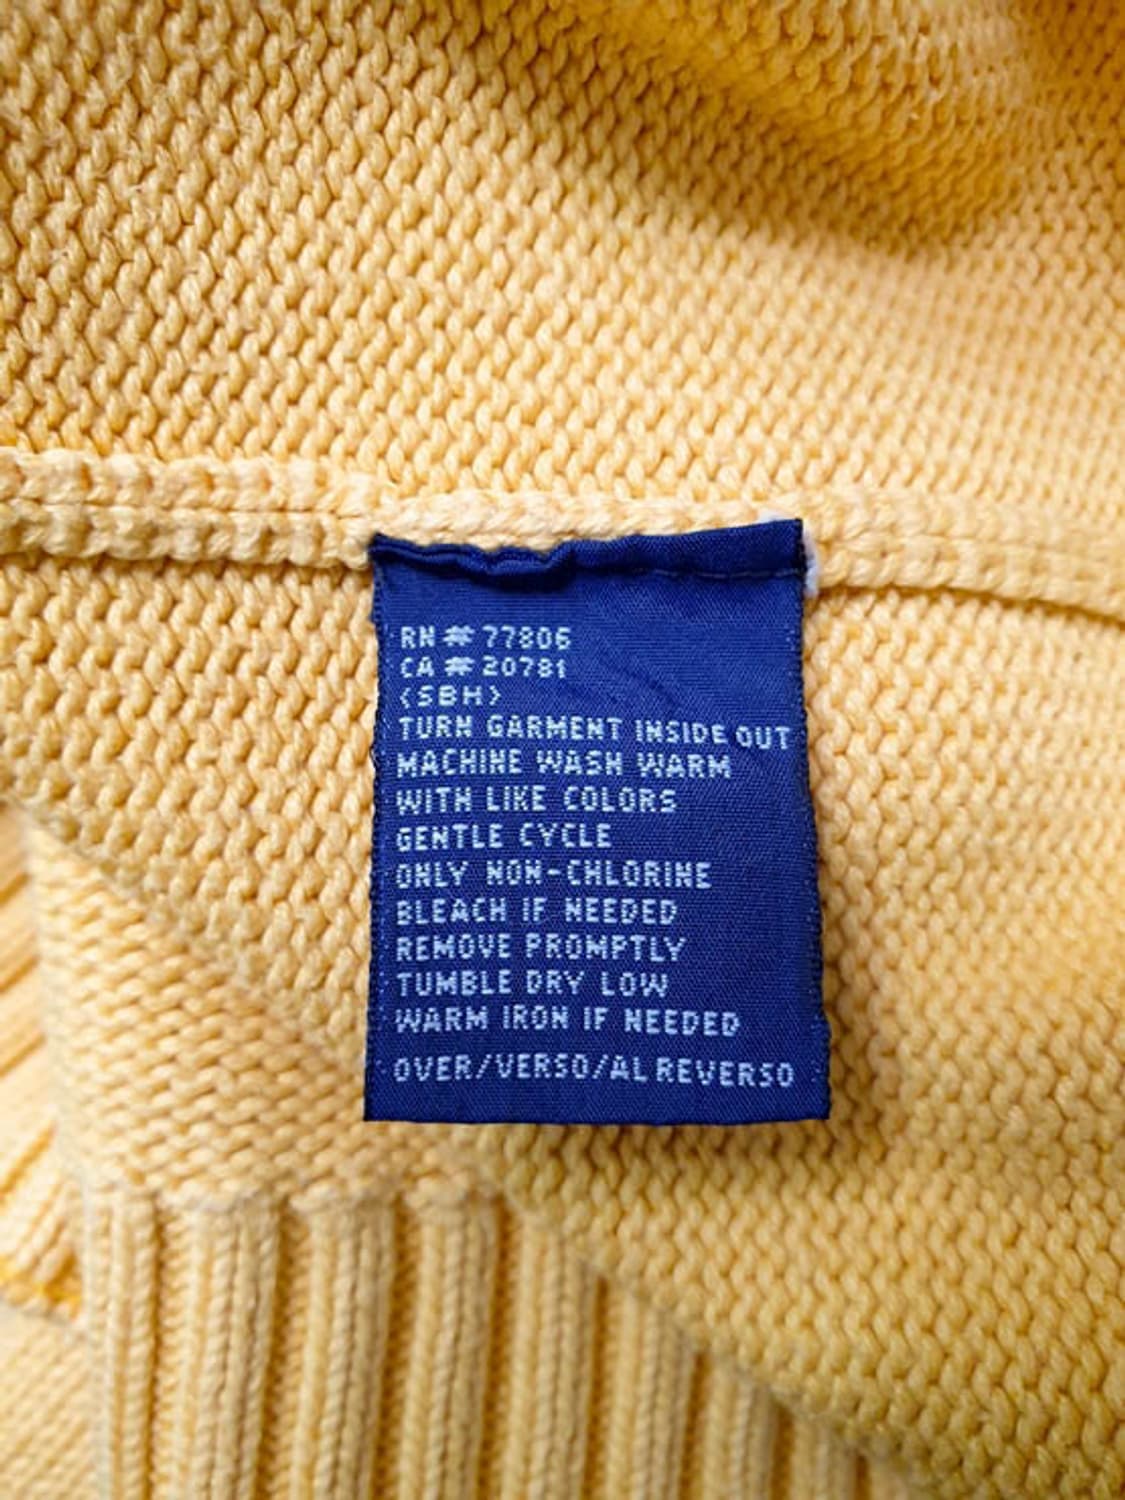 RN # 77806
CA # 20781
(SBH)
TURN GARMENT INSIDE OUT
MACHINE WASH WARM
WITH LIKE COLORS
GENTLE CYCLE
ONLY NON-CHLORINE
BLEACH IF NEEDED
REMOVE PROMPTLY
TUMBLE DRY LOW
WARM IRON IF NEEDED
OVER/VERSO/AL REVERSO